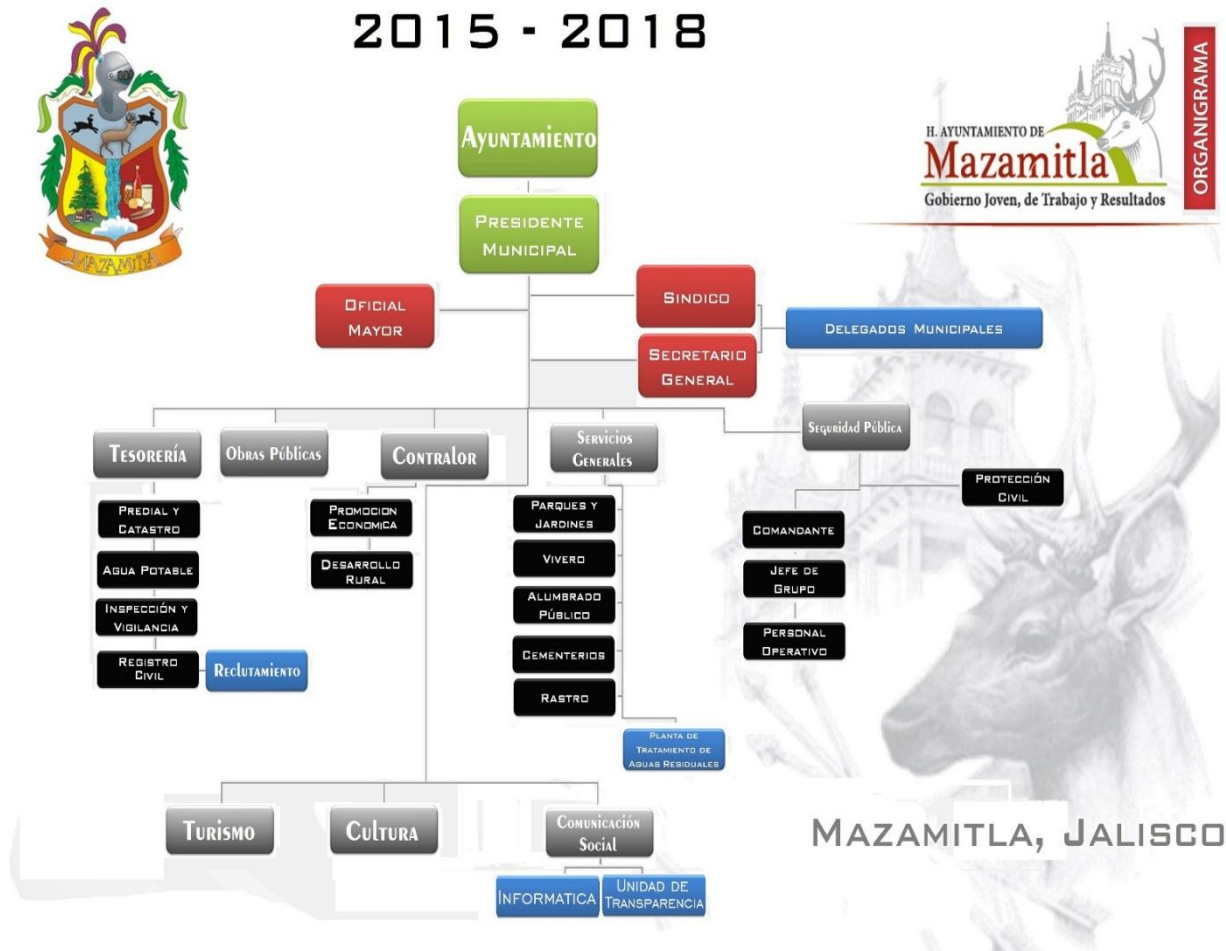 2015 - 2018
MAZAMITLA
H. AYUNTAMIENTO DE
Mazamitla
Gobierno Joven, de Trabajo y Resultados
ORGANIGRAMA
AYUNTAMIENTO
PRESIDENTE
MUNICIPAL
OFICIAL
MAYOR
SINDICO
SECRETARIO
GENERAL
DELEGADOS MUNICIPALES
TESORERÍA
OBRAS PÚBLICAS
CONTRALOR
SERVICIOS
GENERALES
SEGURIDAD PÚBLICA
PREDIAL Y
CATASTRO
AGUA POTABLE
INSPECCIÓN Y
VIGILANCIA
REGISTRO
CIVIL
RECLUTAMIENTO
PROMOCION
ECONOMICA
DESARROLLO
RURAL
PARQUES Y
JARDINES
VIVERO
ALUMBRADO
PÚBLICO
CEMENTERIOS
RASTRO
PLANTA DE
TRATAMIENTO DE
AGUAS RESIDUALES
PROTECCIÓN
CIVIL
COMANDANTE
JEFE DE
GRUPO
PERSONAL
OPERATIVO
TURISMO
CULTURA
COMUNICACIÓN
SOCIAL
INFORMATICA
UNIDAD DE
TRANSPARENCIA
MAZAMITLA, JALISCO